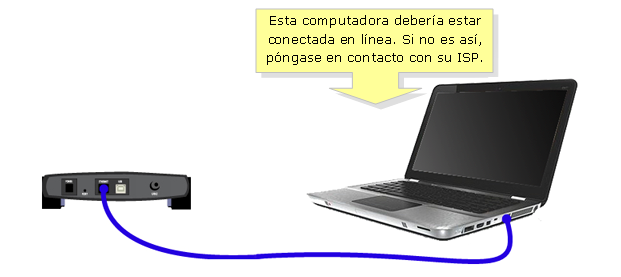 Esta computadora debería estar
conectada en línea. Si no es así,
póngase en contacto con su ISP.